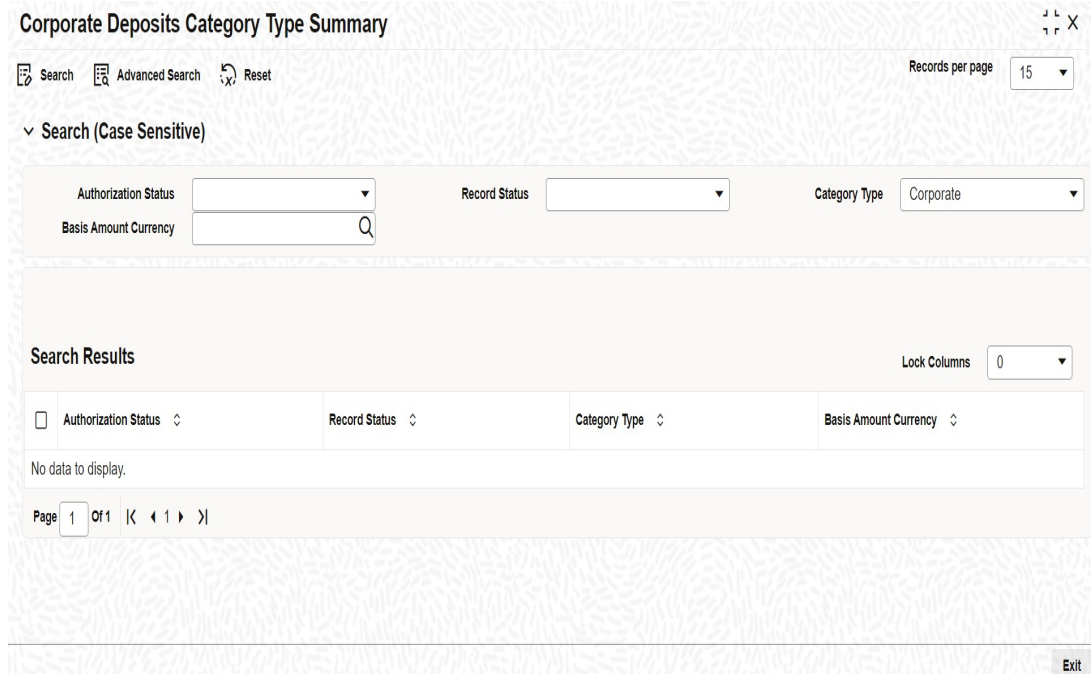 Corporate Deposits Category Type Summary
X
Search Advanced Search Reset
Records per page 15
Search (Case Sensitive)
Authorization Status Record Status Category Type Corporate
Basis Amount Currency
Search Results
Lock Columns 0
Authorization Status Record Status Category Type Basis Amount Currency
No data to display.
Page 1 Of 1 1
Exit